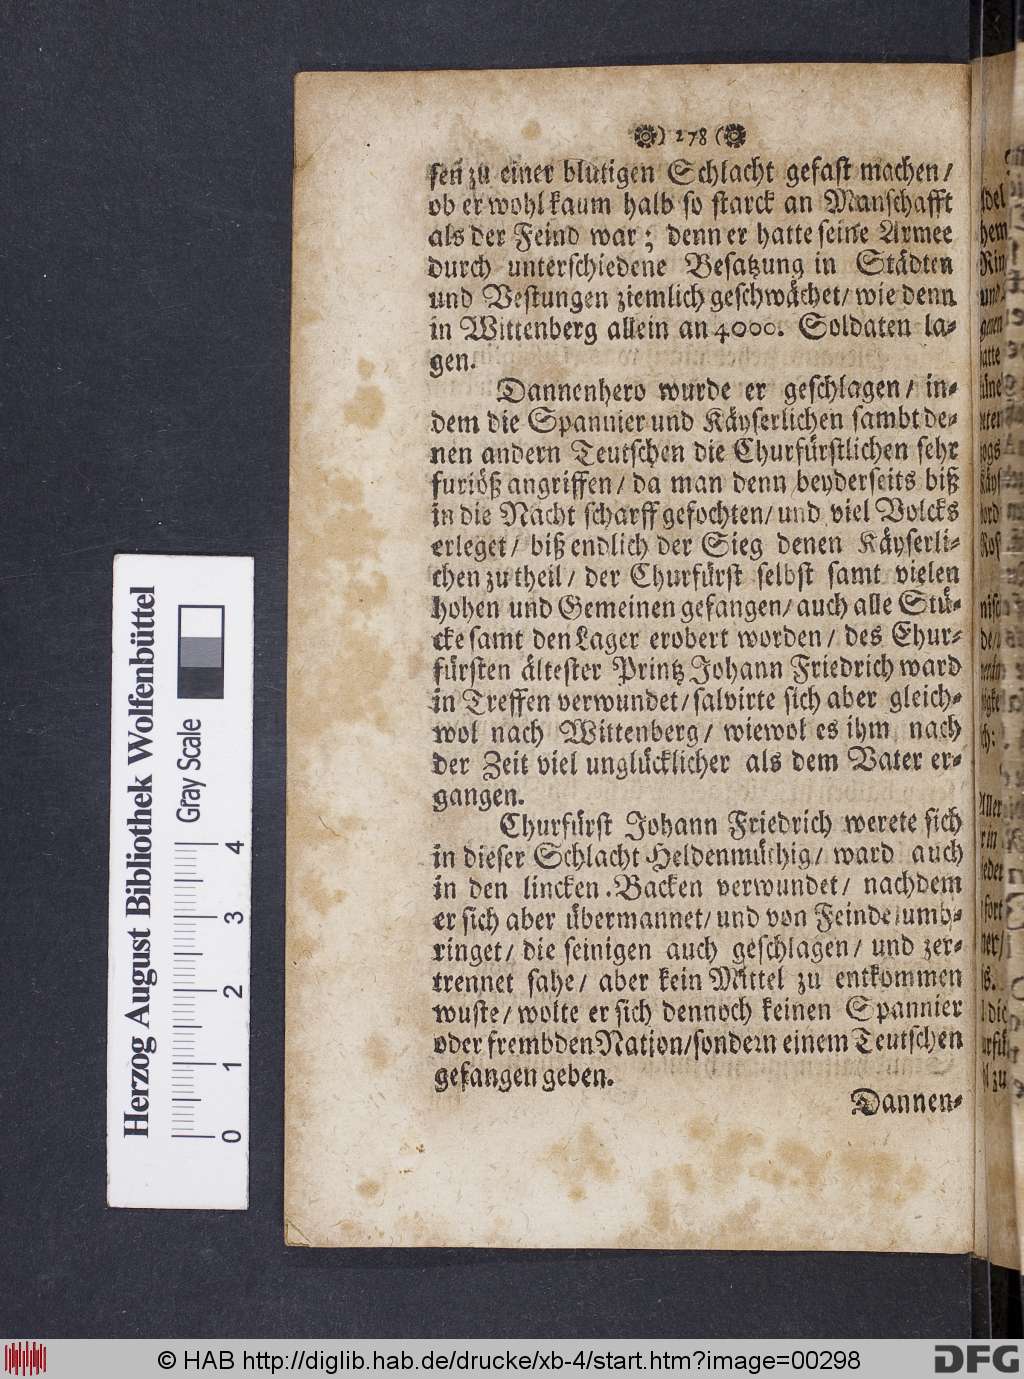 ) 278 (
sen zu einer blutigen Schlacht gefast machen/
ob er wohl kaum halb so starck an Manschafft
als der Feind war; denn er hatte seine Armee
durch unterschiedene Besatzung in Städten
und Vestungen ziemlich geschwächet/ wie denn
in Wittenberg allein an 4000. Soldaten la-
gen.
Dannenhero wurde er geschlagen/ in-
dem die Spannier und Käyserlichen sambt de-
nen andern Teutschen die Churfürstlichen sehr
furiöß angriffen/ da man denn beyderseits biß
in die Nacht scharff gefochten/ und viel Volcks
erleget/ biß endlich der Sieg denen Käyserli-
chen zu theil/ der Churfürst selbst samt vielen
hohen und Gemeinen gefangen/ auch alle Stü-
cke samt den Lager erobert worden/ des Chur-
fürsten ältester Printz Johann Friedrich ward
in Treffen verwundet/ salvirte sich aber gleich-
wol nach Wittenberg/ wiewol es ihm nach
der Zeit viel unglücklicher als dem Vater er-
gangen.
Churfürst Johann Friedrich werete sich
in dieser Schlacht Heldenmüthig/ ward auch
in den lincken Backen verwundet/ nachdem
er sich aber übermannet/ und von Feinde umb-
ringet/ die seinigen auch geschlagen/ und zer-
trennet sahe/ aber kein Mittel zu entkommen
wuste/ wolte er sich dennoch keinen Spannier
oder frembden Nation/ sondern einem Teutschen
gefangen geben.
Dannen-
Herzog August Bibliothek Wolfenbüttel
Gray Scale
0 1 2 3 4
© HAB http://diglib.hab.de/drucke/xb-4/start.htm?image=00298
DFG